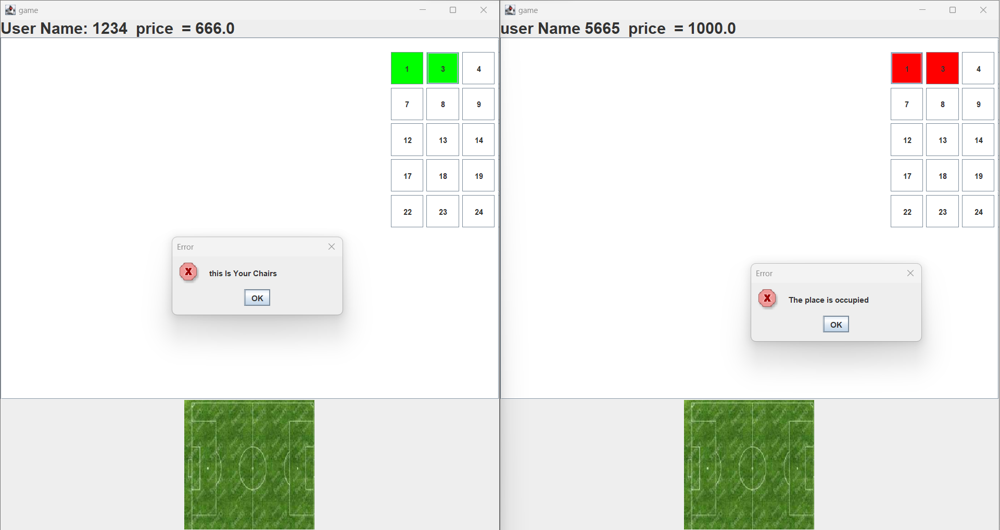 game
User Name: 1234 price = 666.0
1 3 4
7 8 9
12 13 14
17 18 19
22 23 24
Error
this Is Your Chairs
OK
game
user Name 5665 price = 1000.0
1 3 4
7 8 9
12 13 14
17 18 19
22 23 24
Error
The place is occupied
OK